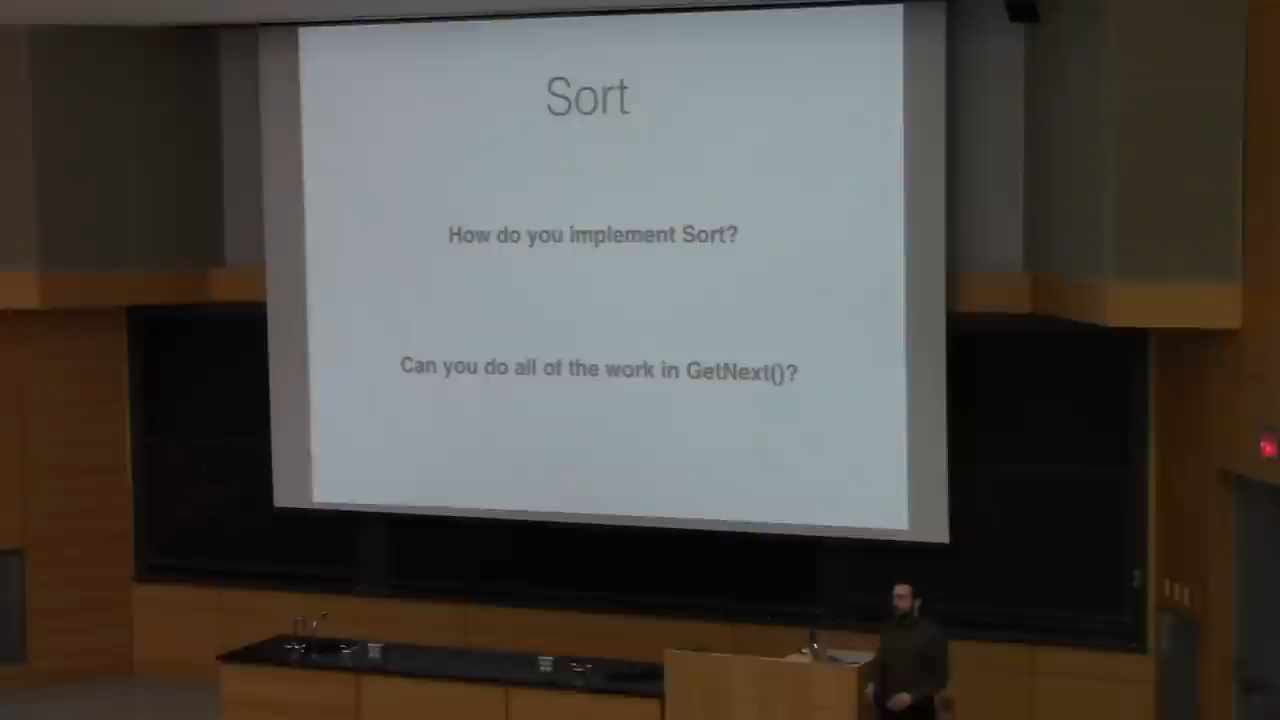 Sort
How do you implement Sort?
Can you do all of the work in GetNext()?